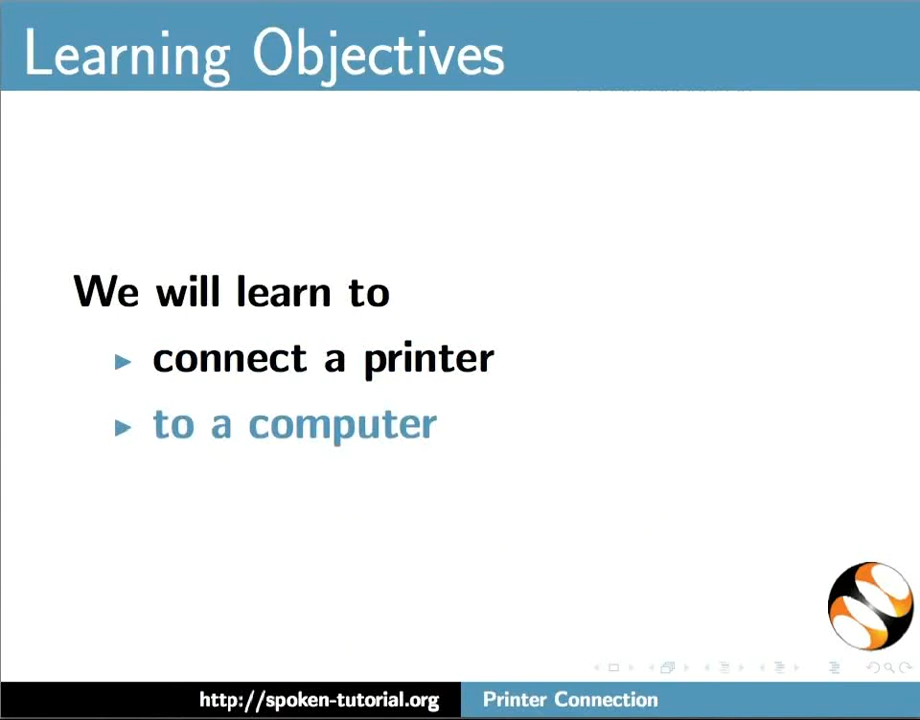 Learning Objectives
We will learn to
connect a printer
to a computer
http://spoken-tutorial.org
Printer Connection